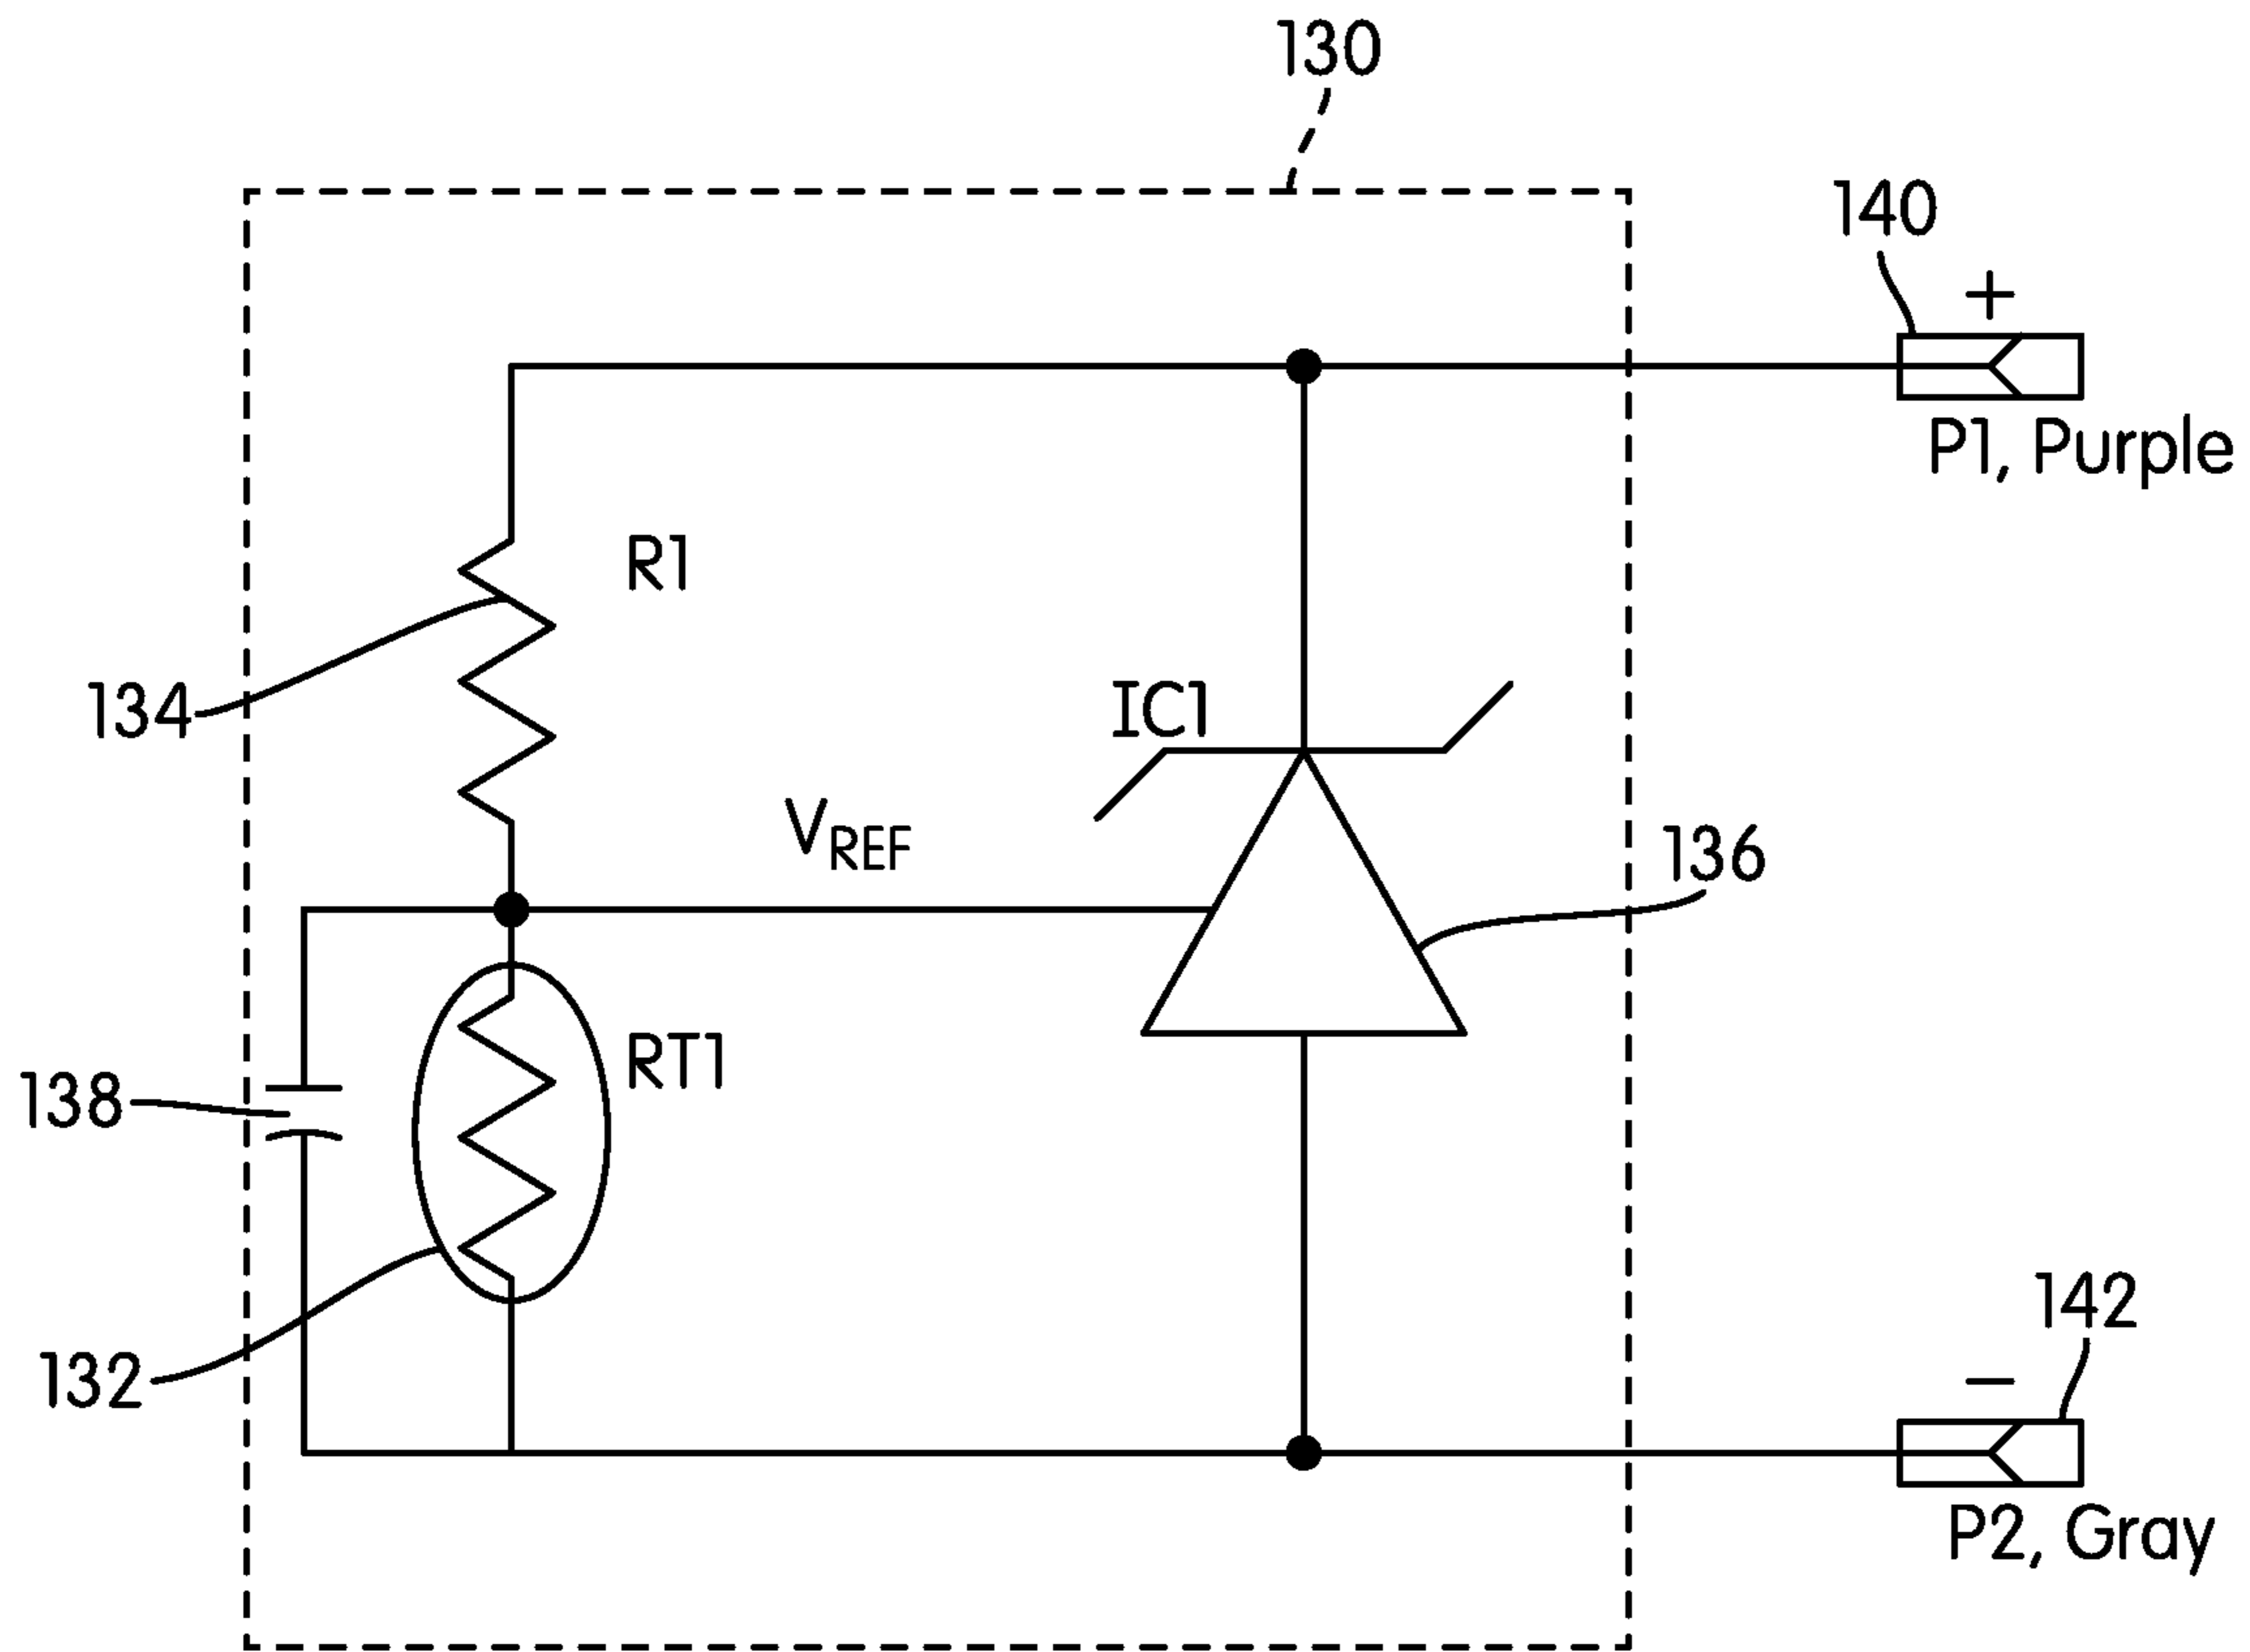 130
140
+
P1, Purple
R1
134
IC1
VREF
136
RT1
138
142
132
−
P2, Gray